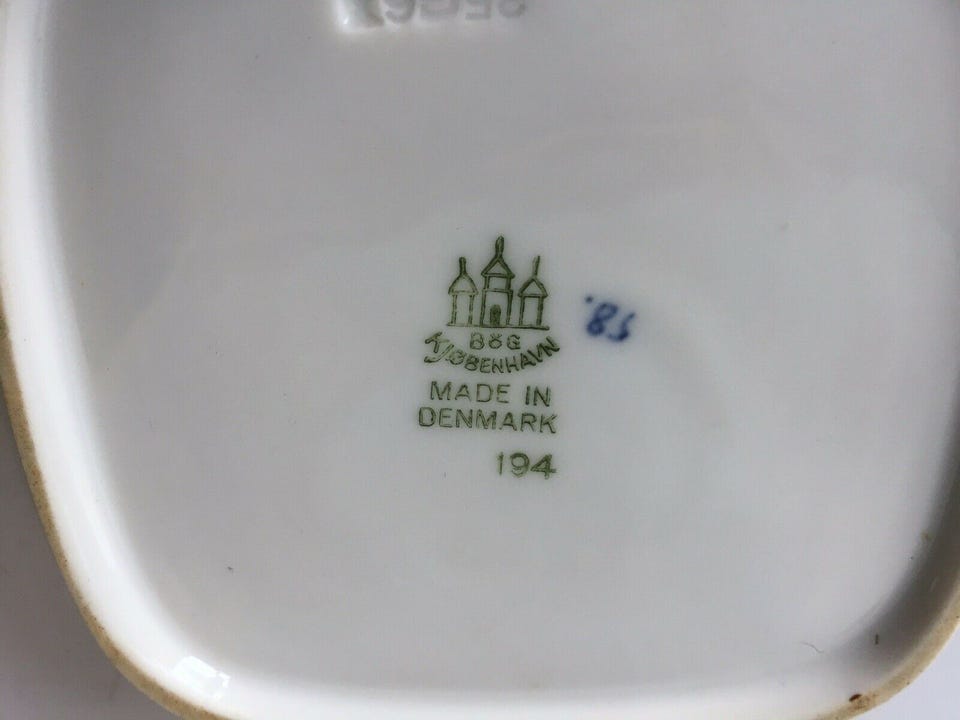 B&G
KJØBENHAVN
MADE IN
DENMARK
194